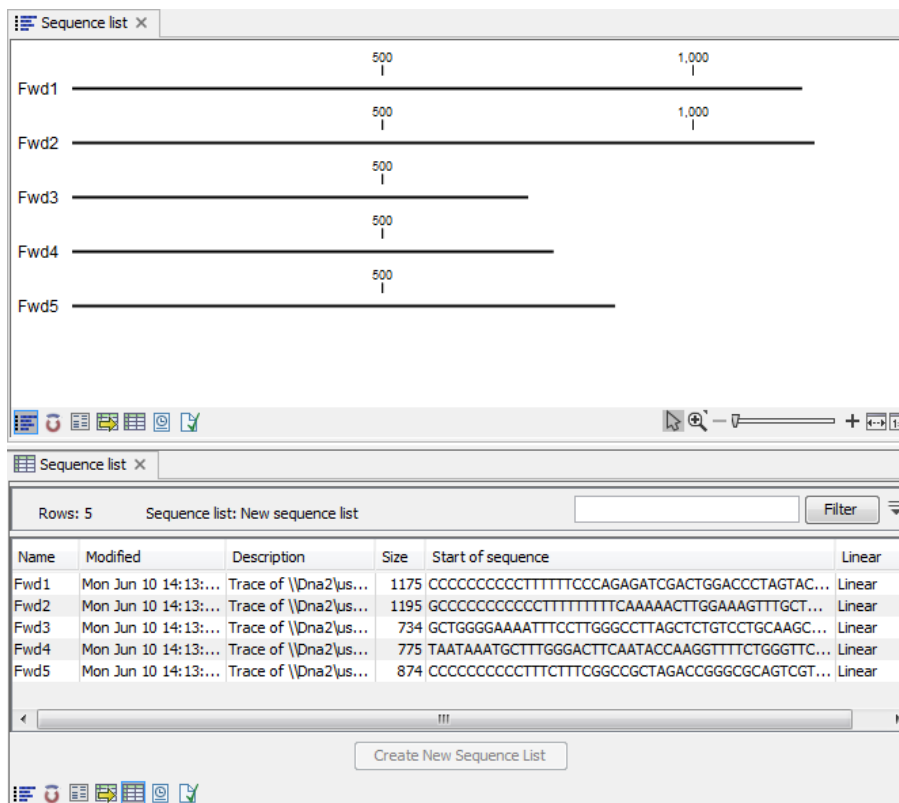 Sequence list
500 1,000
Fwd1
500 1,000
Fwd2
500
Fwd3
500
Fwd4
500
Fwd5
Sequence list
Rows: 5 Sequence list: New sequence list Filter
Name Modified Description Size Start of sequence Linear
Fwd1 Mon Jun 10 14:13:... Trace of \\Dna2\us... 1175 CCCCCCCCCCTTTTTTCCCAGAGATCGACTGGACCCTAGTAC... Linear
Fwd2 Mon Jun 10 14:13:... Trace of \\Dna2\us... 1195 GCCCCCCCCCCCTTTTTTTTTCAAAAACTTGGAAAGTTTGCT... Linear
Fwd3 Mon Jun 10 14:13:... Trace of \\Dna2\us... 734 GCTGGGGAAAATTTCCTTGGGCCTTAGCTCTGTCCTGCAAGC... Linear
Fwd4 Mon Jun 10 14:13:... Trace of \\Dna2\us... 775 TAATAAATGCTTTGGGACTTCAATACCAAGGTTTTCTGGGTTC... Linear
Fwd5 Mon Jun 10 14:13:... Trace of \\Dna2\us... 874 CCCCCCCCCCTTTCTTTCGGCCGCTAGACCGGGCGCAGTCGT... Linear
Create New Sequence List